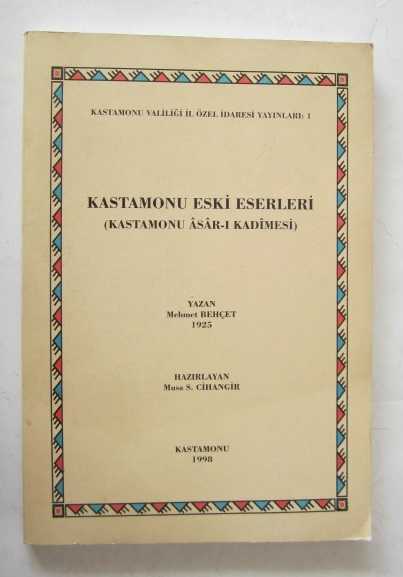 KASTAMONU VALİLİĞİ İL ÖZEL İDARESİ YAYINLARI: 1
KASTAMONU ESKİ ESERLERİ
(KASTAMONU ÂSÂR-I KADÎMESİ)
YAZAN
Mehmet BEHÇET
1925
HAZIRLAYAN
Musa S. CİHANGİR
KASTAMONU
1998